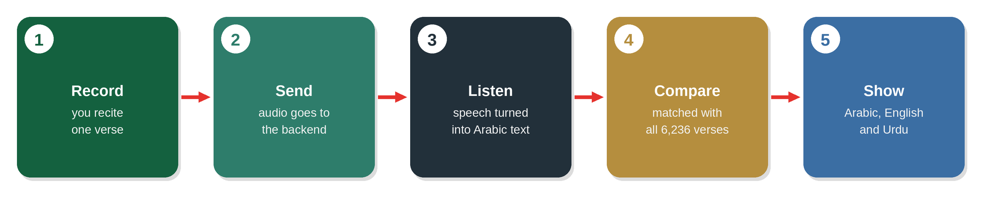 1
Record
you recite
one verse
2
Send
audio goes to
the backend
3
Listen
speech turned
into Arabic text
4
Compare
matched with
all 6,236 verses
5
Show
Arabic, English
and Urdu